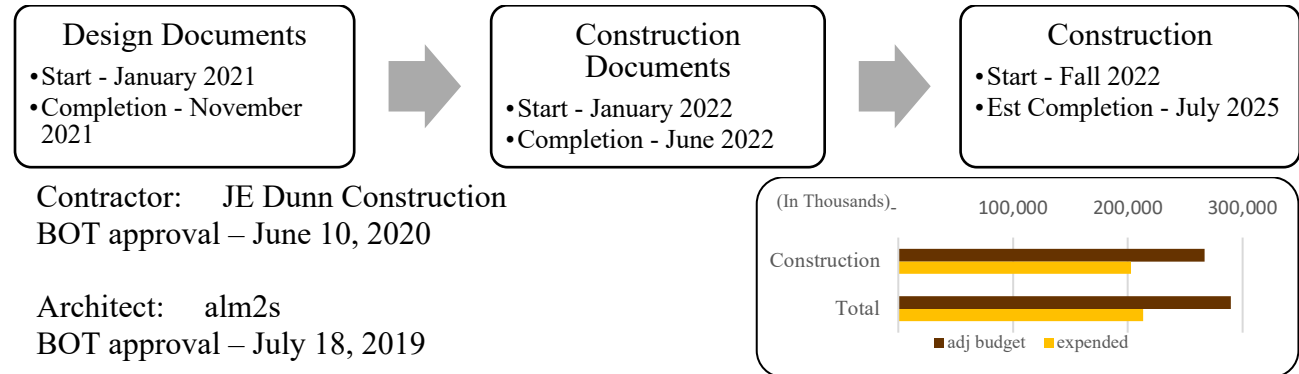 Design Documents
•Start - January 2021
•Completion - November
2021
Construction
Documents
•Start - January 2022
•Completion - June 2022
Construction
•Start - Fall 2022
•Est Completion - July 2025
Contractor: JE Dunn Construction
BOT approval – June 10, 2020
Architect: alm2s
BOT approval – July 18, 2019
(In Thousands) - 100,000 200,000 300,000
Construction
Total
adj budget expended